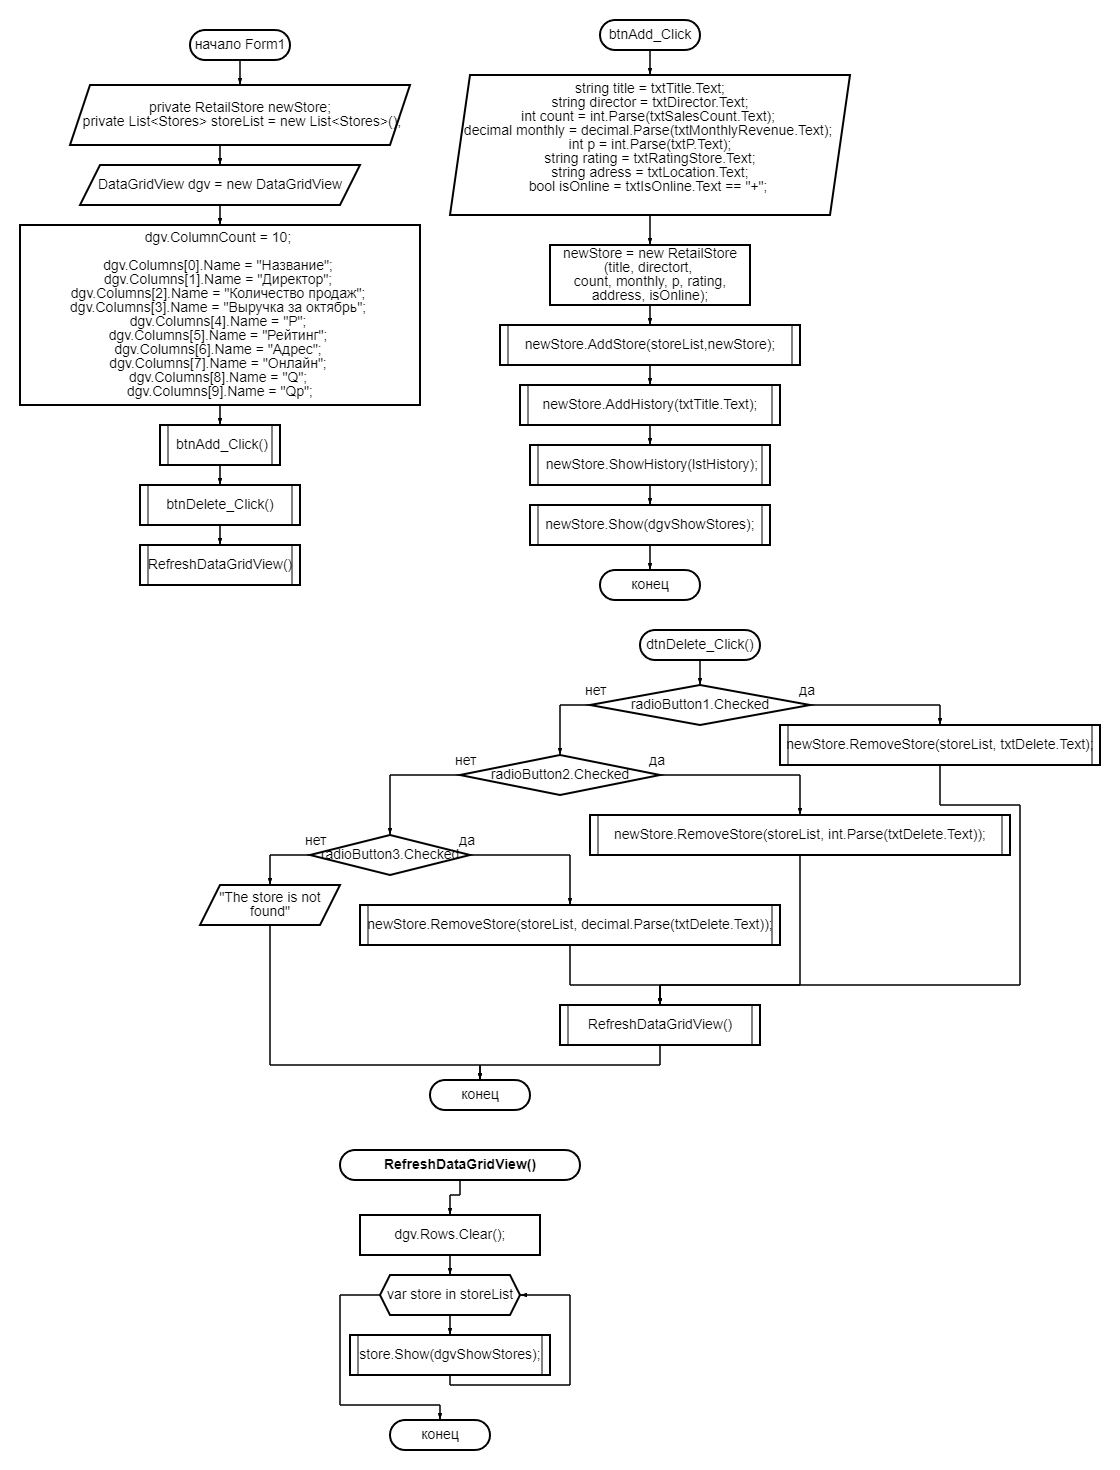 начало Form1
private RetailStore newStore;
private List<Stores> storeList = new List<Stores>();
DataGridView dgv = new DataGridView
dgv.ColumnCount = 10;
dgv.Columns[0].Name = "Название";
dgv.Columns[1].Name = "Директор";
dgv.Columns[2].Name = "Количество продаж";
dgv.Columns[3].Name = "Выручка за октябрь";
dgv.Columns[4].Name = "P";
dgv.Columns[5].Name = "Рейтинг";
dgv.Columns[6].Name = "Адрес";
dgv.Columns[7].Name = "Онлайн";
dgv.Columns[8].Name = "Q";
dgv.Columns[9].Name = "Qp";
btnAdd_Click()
btnDelete_Click()
RefreshDataGridView()
btnAdd_Click
string title = txtTitle.Text;
string director = txtDirector.Text;
int count = int.Parse(txtSalesCount.Text);
decimal monthly = decimal.Parse(txtMonthlyRevenue.Text);
int p = int.Parse(txtP.Text);
string rating = txtRatingStore.Text;
string adress = txtLocation.Text;
bool isOnline = txtIsOnline.Text == "+";
newStore = new RetailStore
(title, directort,
count, monthly, p, rating,
address, isOnline);
newStore.AddStore(storeList,newStore);
newStore.AddHistory(txtTitle.Text);
newStore.ShowHistory(lstHistory);
newStore.Show(dgvShowStores);
конец
dtnDelete_Click()
нет
radioButton1.Checked
да
newStore.RemoveStore(storeList, txtDelete.Text);
нет
radioButton2.Checked
да
newStore.RemoveStore(storeList, int.Parse(txtDelete.Text));
нет
radioButton3.Checked
да
"The store is not
found"
newStore.RemoveStore(storeList, decimal.Parse(txtDelete.Text));
RefreshDataGridView()
конец
RefreshDataGridView()
dgv.Rows.Clear();
var store in storeList
store.Show(dgvShowStores);
конец